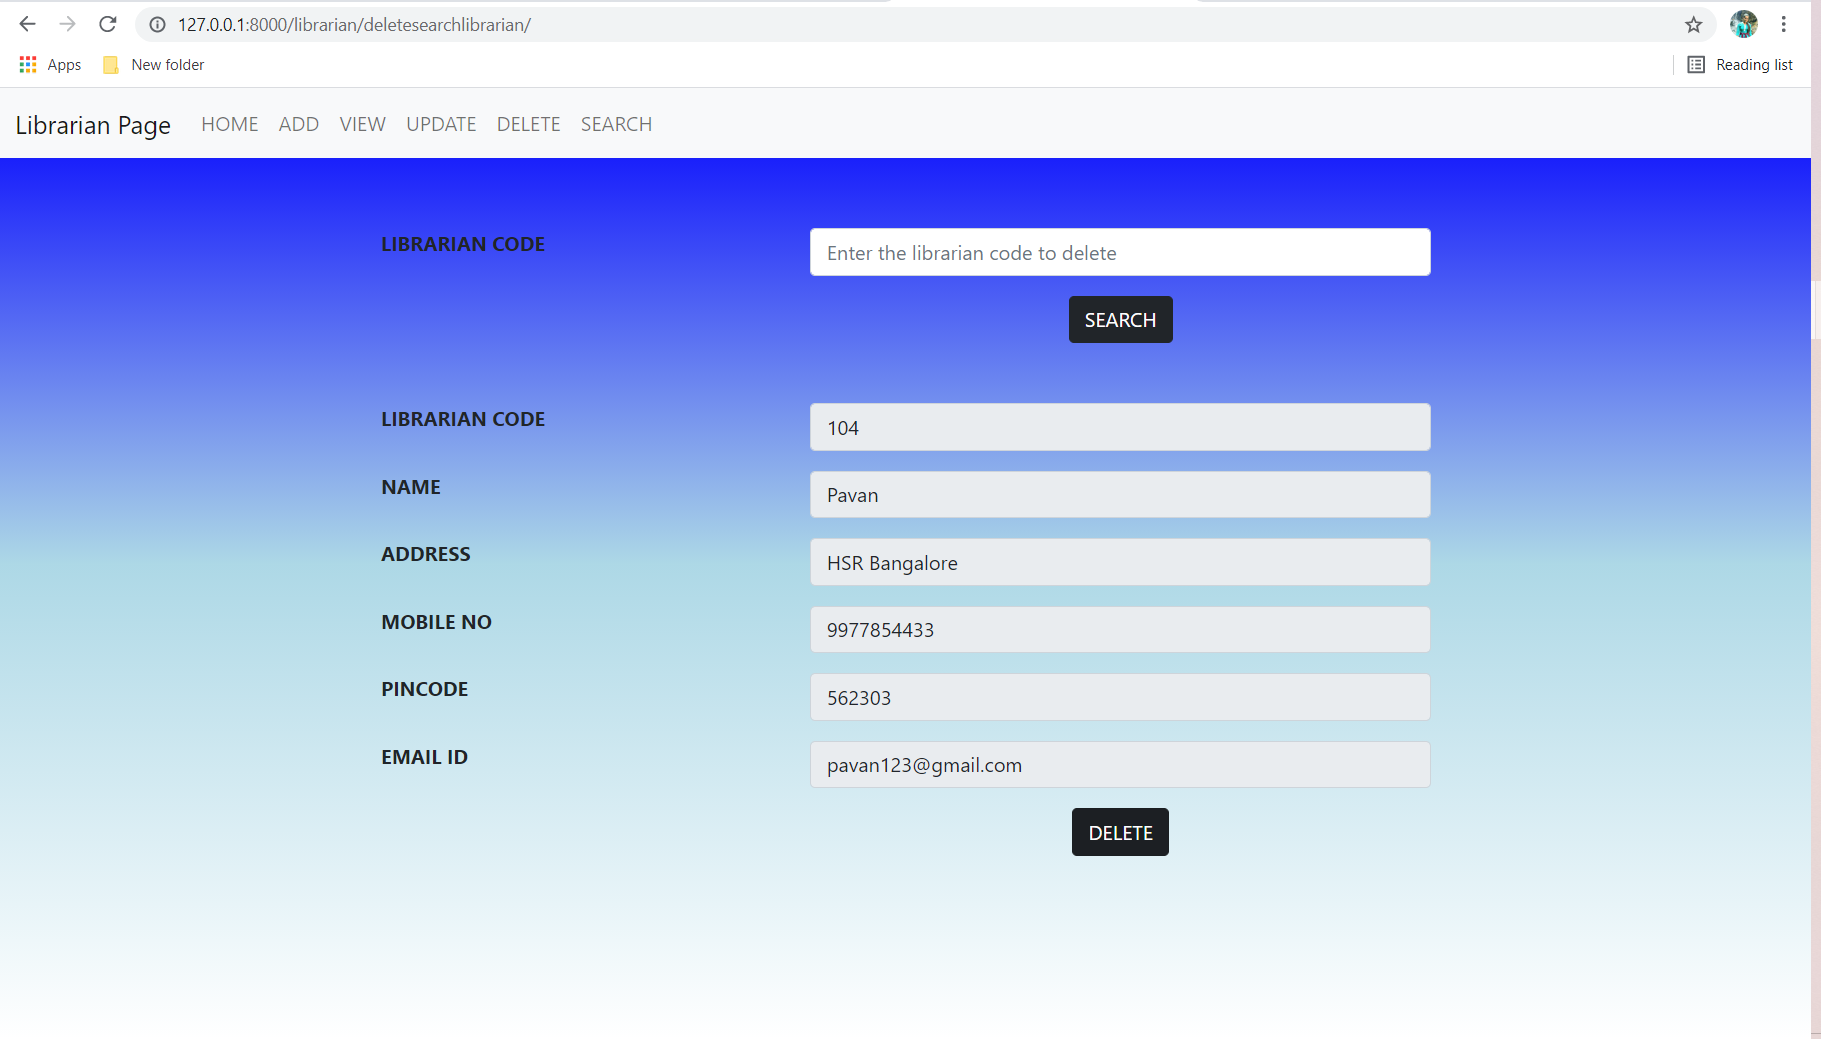 127.0.0.1:8000/librarian/deletesearchlibrarian/
Apps New folder Reading list
Librarian Page HOME ADD VIEW UPDATE DELETE SEARCH
LIBRARIAN CODE Enter the librarian code to delete
SEARCH
LIBRARIAN CODE 104
NAME Pavan
ADDRESS HSR Bangalore
MOBILE NO 9977854433
PINCODE 562303
EMAIL ID pavan123@gmail.com
DELETE